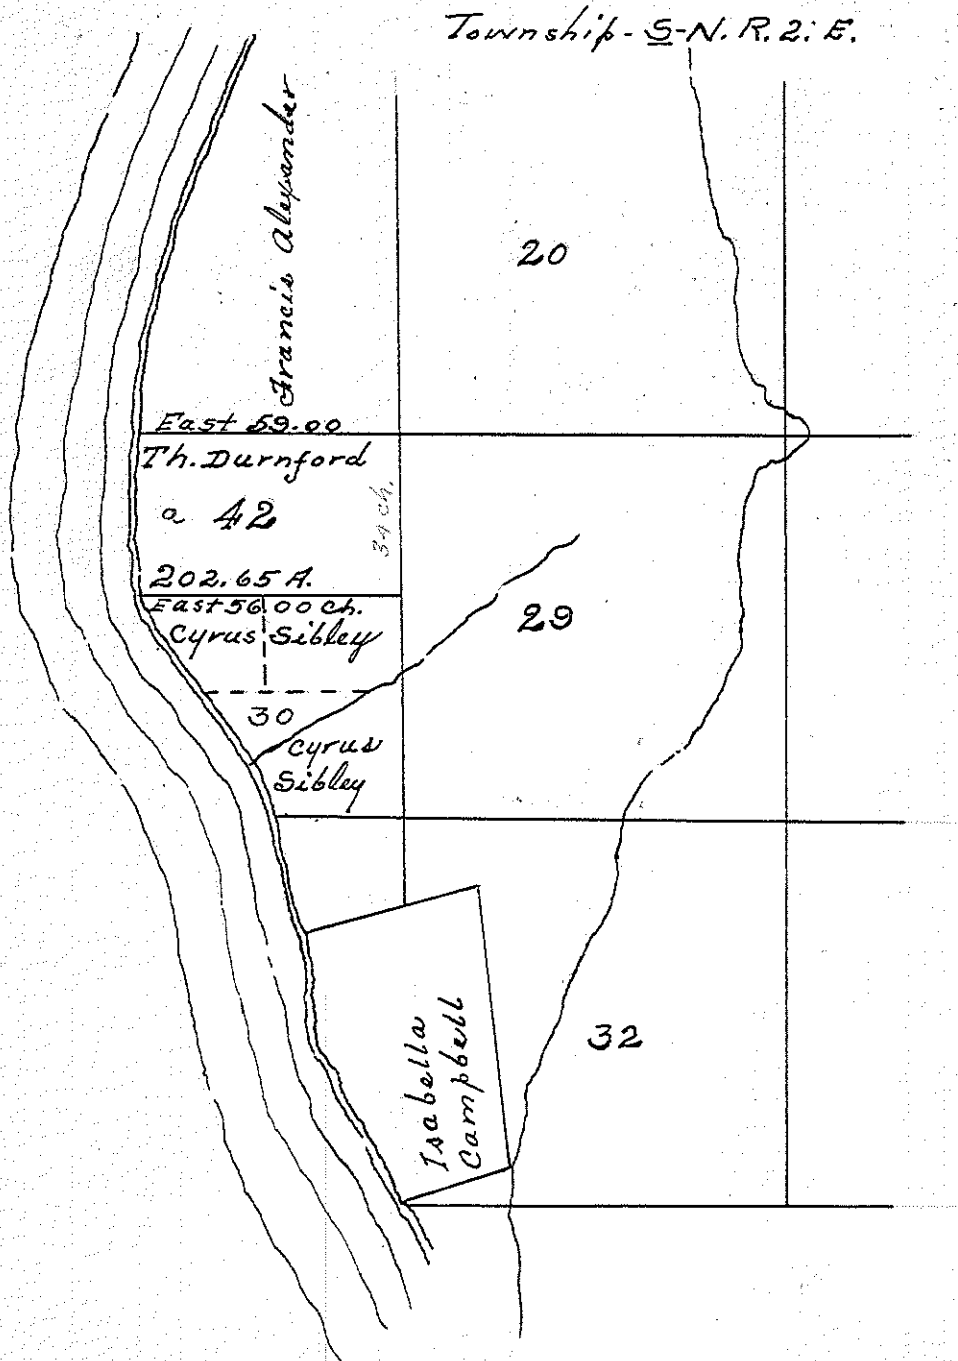 Township - S - N. R. 2. E.
Francis Alexander
20
East 59.00
Th. Durnford
a 42
34 ch.
202.65 A.
East 56.00 ch.
Cyrus Sibley
29
30
Cyrus
Sibley
Isabella
Campbell
32